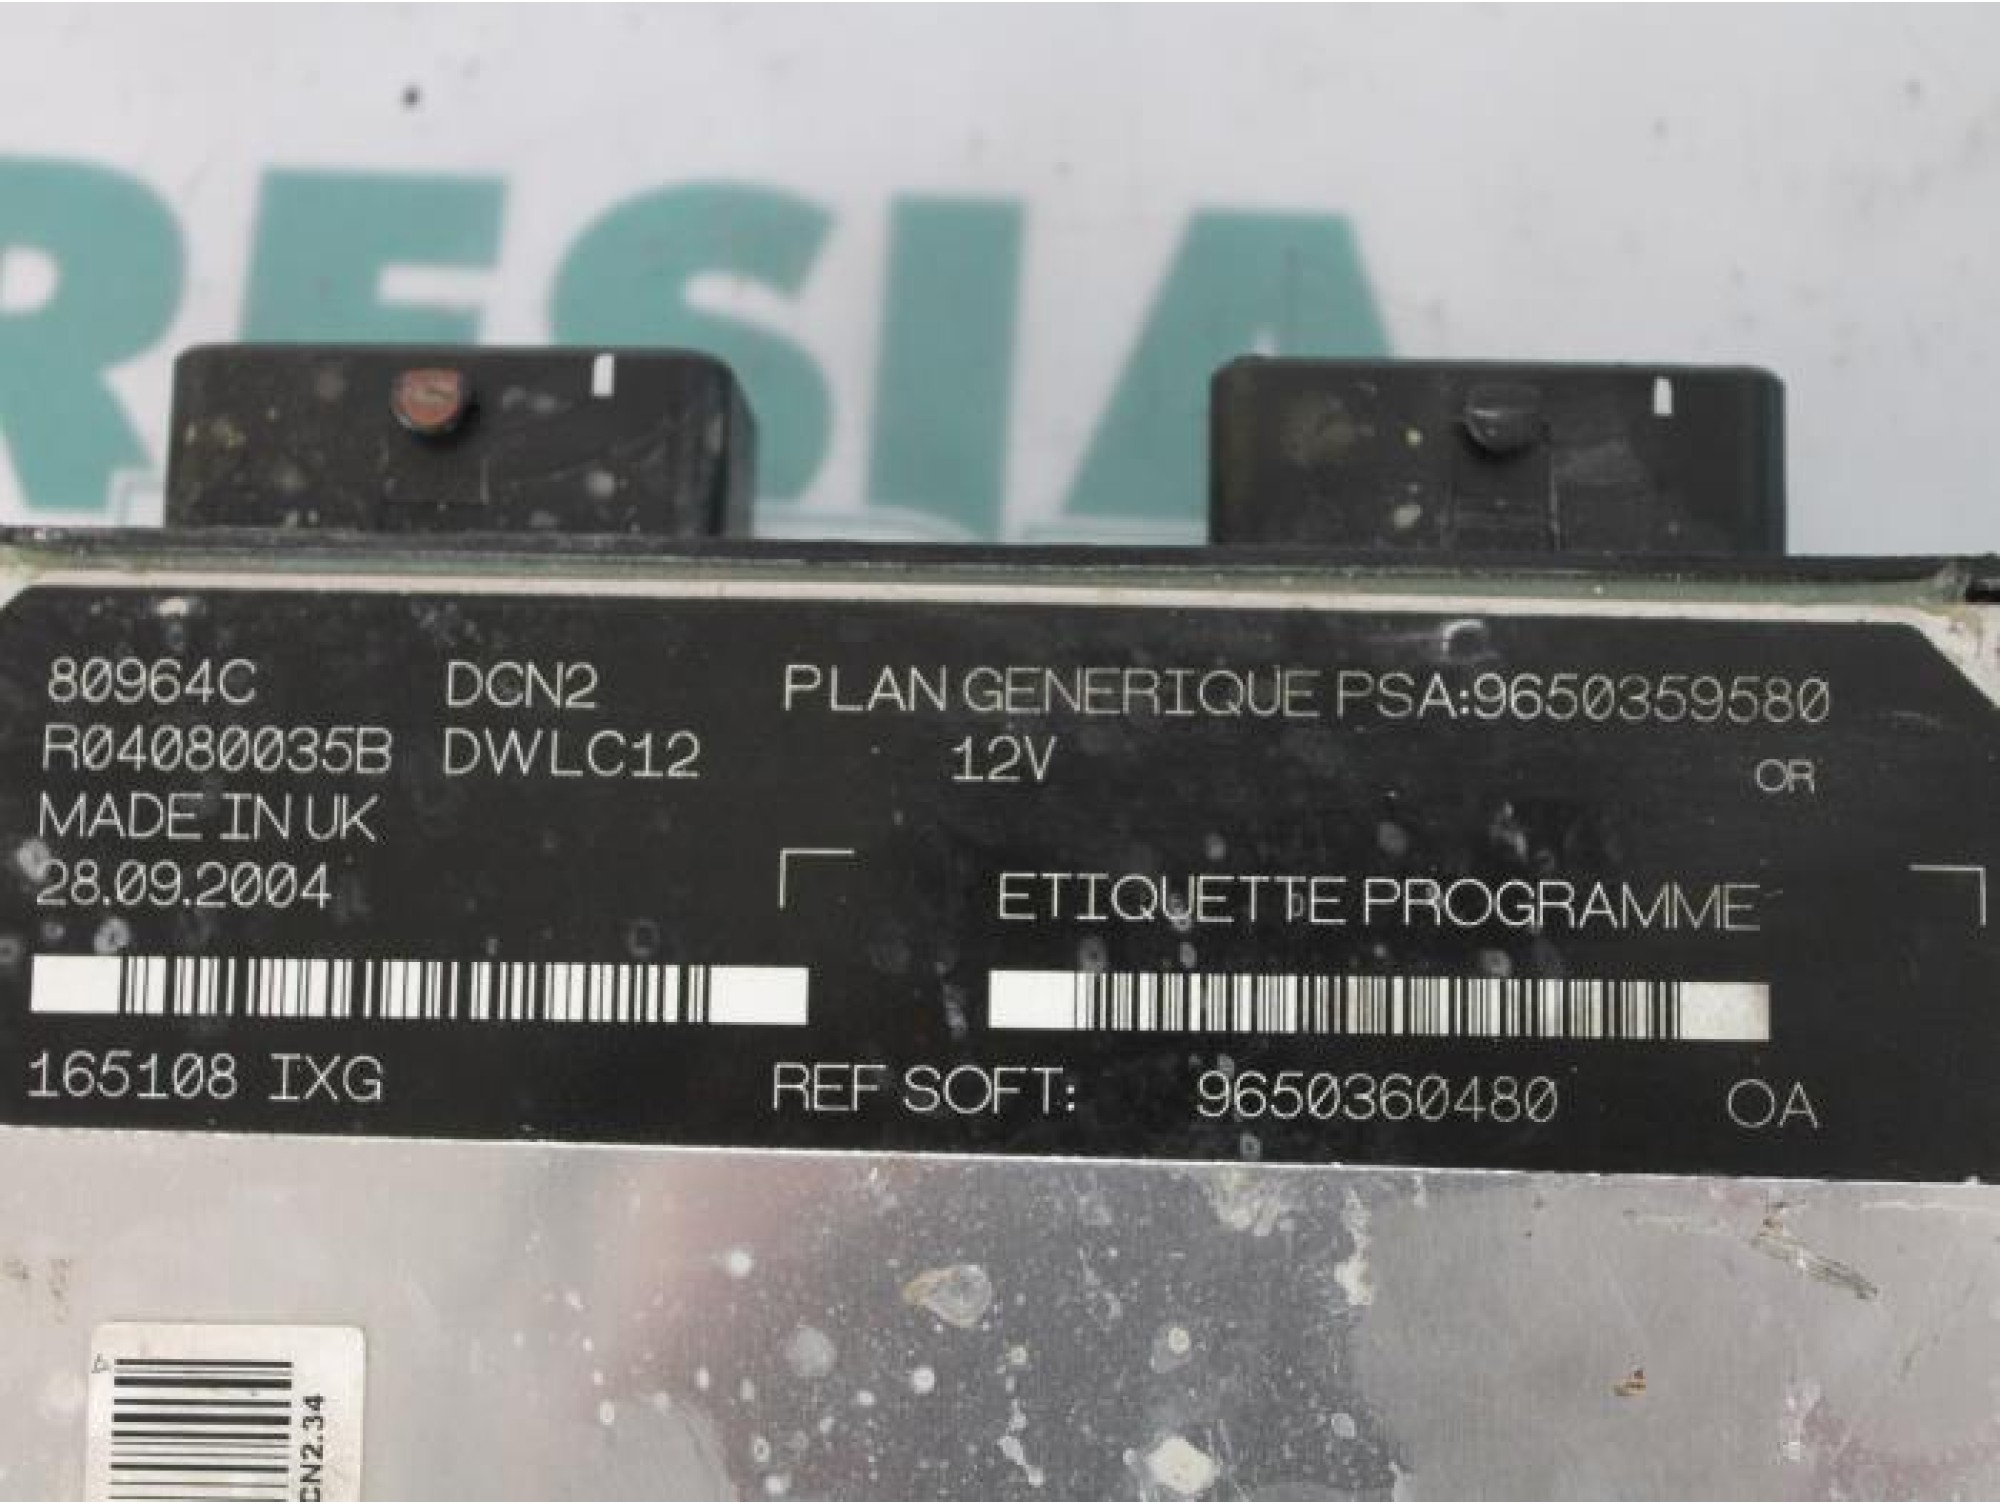 RESIA
80964C DCN2 PLAN GENERIQUE PSA:9650359580
R04080035B DWLC12 12V OR
MADE IN UK
28.09.2004 ETIQUETTE PROGRAMME
165108 IXG REF SOFT: 9650360480 OA
CN2.34